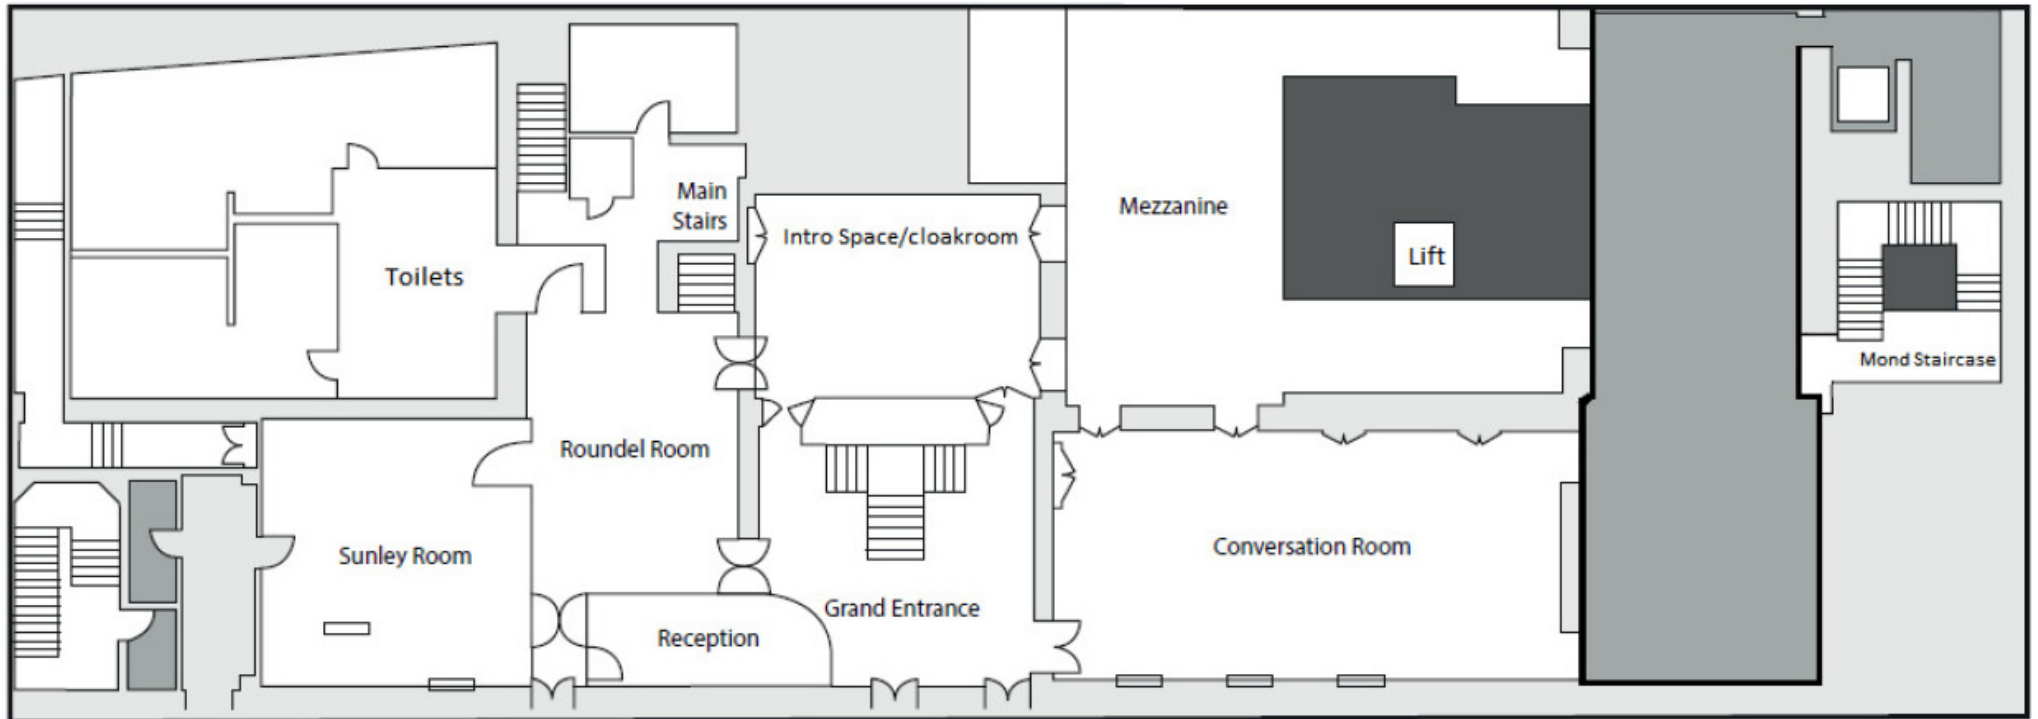 Main
Stairs
Mezzanine
Intro Space/cloakroom
Lift
Toilets
Mond Staircase
Roundel Room
Sunley Room
Conversation Room
Grand Entrance
Reception